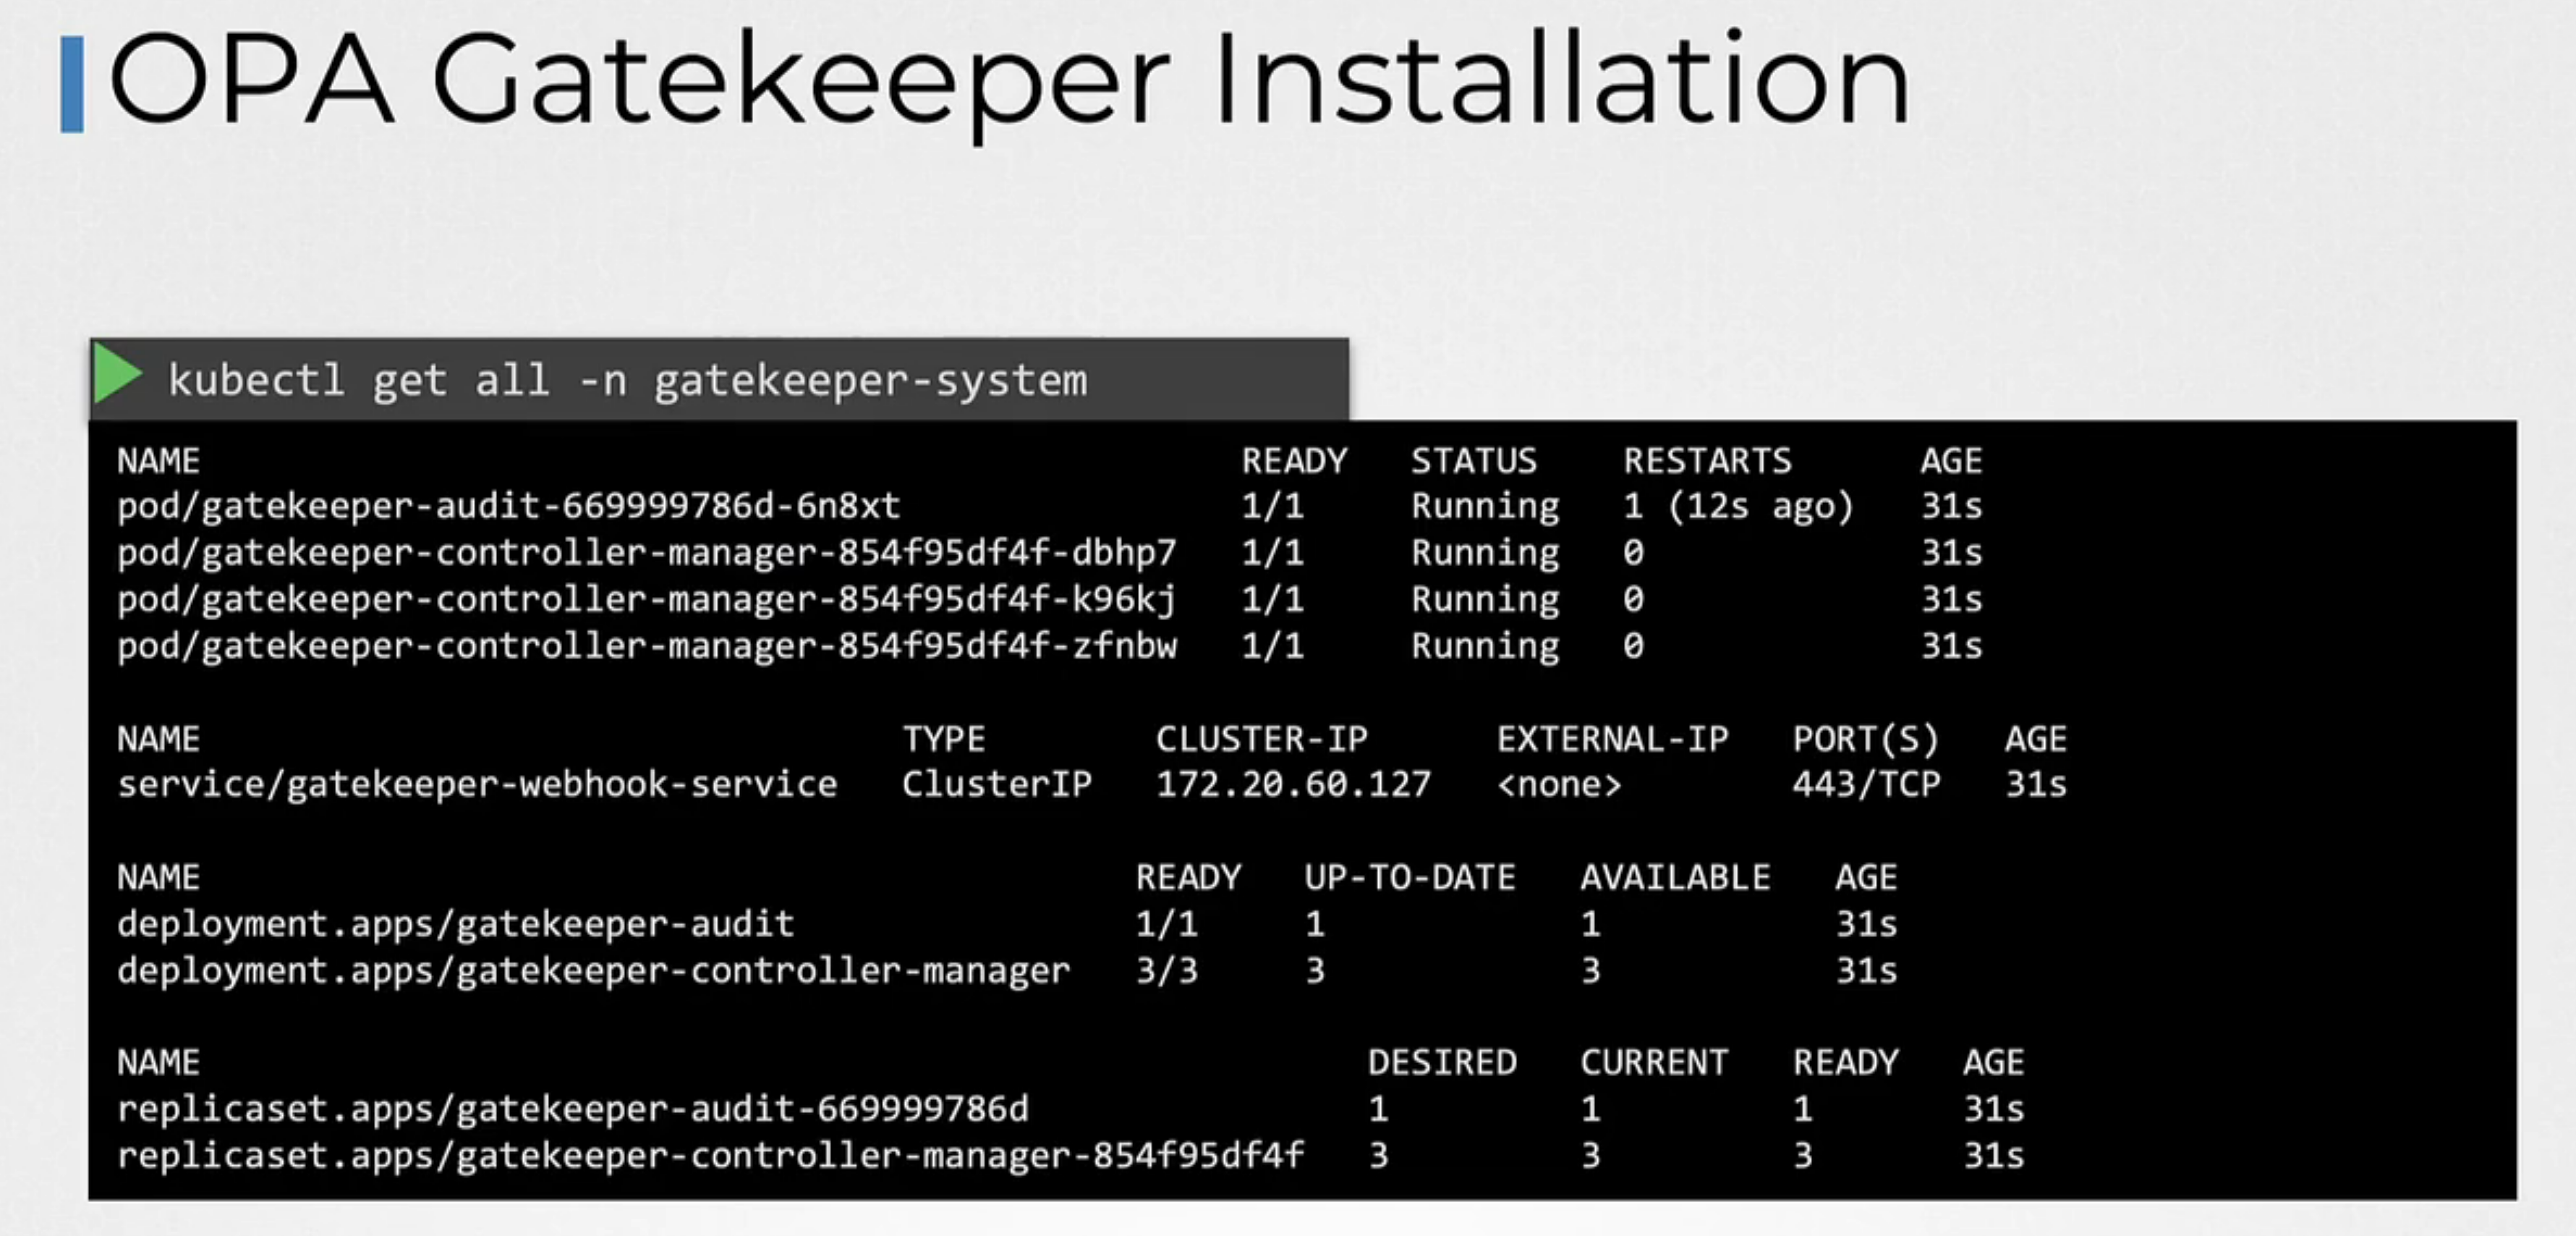 OPA Gatekeeper Installation
kubectl get all -n gatekeeper-system
NAME READY STATUS RESTARTS AGE
pod/gatekeeper-audit-669999786d-6n8xt 1/1 Running 1 (12s ago) 31s
pod/gatekeeper-controller-manager-854f95df4f-dbhp7 1/1 Running 0 31s
pod/gatekeeper-controller-manager-854f95df4f-k96kj 1/1 Running 0 31s
pod/gatekeeper-controller-manager-854f95df4f-zfnbw 1/1 Running 0 31s
NAME TYPE CLUSTER-IP EXTERNAL-IP PORT(S) AGE
service/gatekeeper-webhook-service ClusterIP 172.20.60.127 <none> 443/TCP 31s
NAME READY UP-TO-DATE AVAILABLE AGE
deployment.apps/gatekeeper-audit 1/1 1 1 31s
deployment.apps/gatekeeper-controller-manager 3/3 3 3 31s
NAME DESIRED CURRENT READY AGE
replicaset.apps/gatekeeper-audit-669999786d 1 1 1 31s
replicaset.apps/gatekeeper-controller-manager-854f95df4f 3 3 3 31s